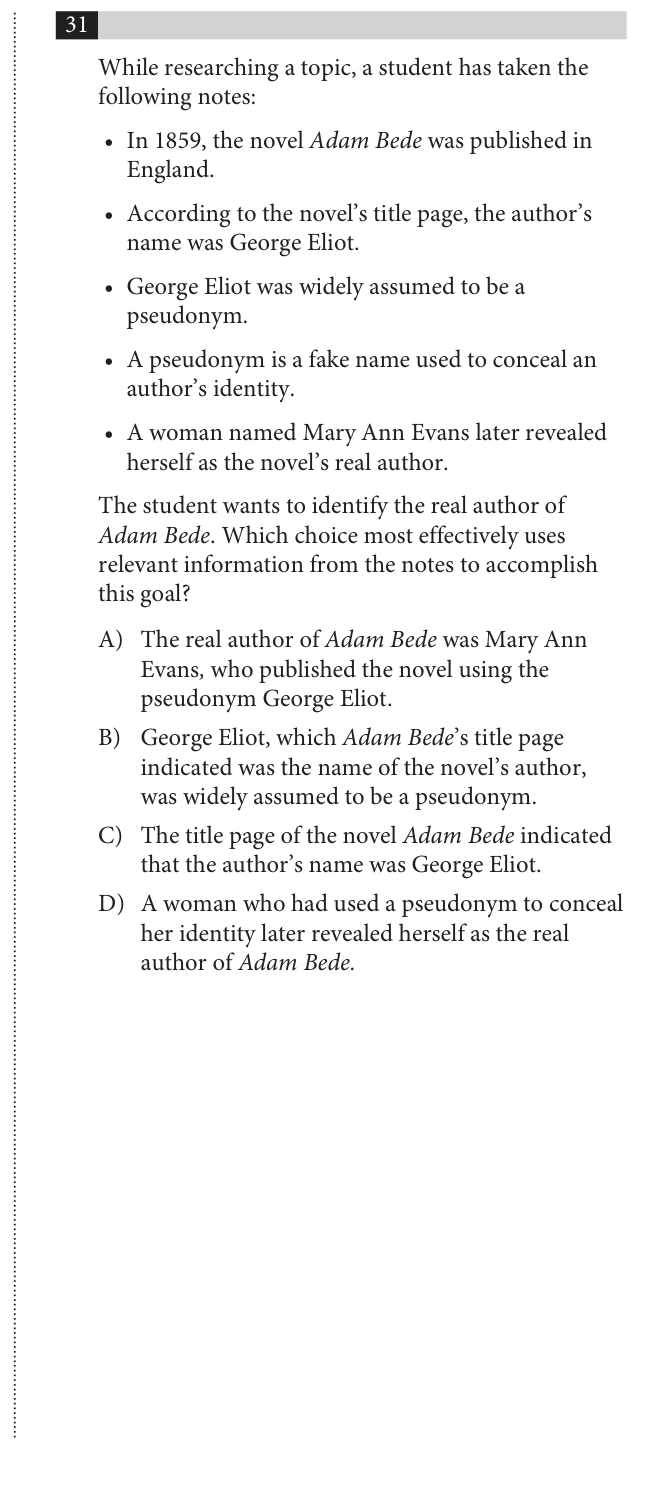 31
While researching a topic, a student has taken the
following notes:
• In 1859, the novel Adam Bede was published in
England.
• According to the novel’s title page, the author’s
name was George Eliot.
• George Eliot was widely assumed to be a
pseudonym.
• A pseudonym is a fake name used to conceal an
author’s identity.
• A woman named Mary Ann Evans later revealed
herself as the novel’s real author.
The student wants to identify the real author of
Adam Bede. Which choice most effectively uses
relevant information from the notes to accomplish
this goal?
A) The real author of Adam Bede was Mary Ann
Evans, who published the novel using the
pseudonym George Eliot.
B) George Eliot, which Adam Bede’s title page
indicated was the name of the novel’s author,
was widely assumed to be a pseudonym.
C) The title page of the novel Adam Bede indicated
that the author’s name was George Eliot.
D) A woman who had used a pseudonym to conceal
her identity later revealed herself as the real
author of Adam Bede.